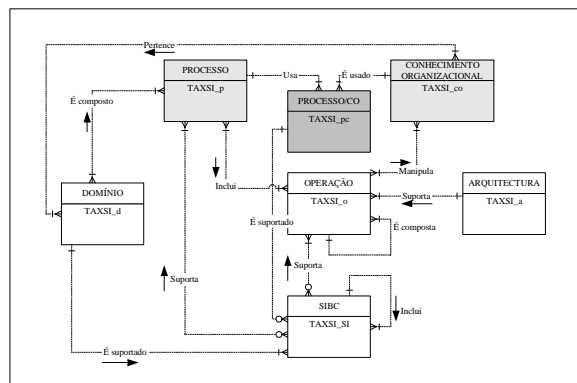 Pertence
PROCESSO
TAXSI_p
Usa
É usado
CONHECIMENTO
ORGANIZACIONAL
TAXSI_co
PROCESSO/CO
TAXSI_pc
É composto
Manipula
Inclui
DOMÍNIO
TAXSI_d
OPERAÇÃO
TAXSI_o
Suporta
ARQUITECTURA
TAXSI_a
É suportado
É composta
Suporta
Suporta
SIBC
TAXSI_SI
Inclui
É suportado